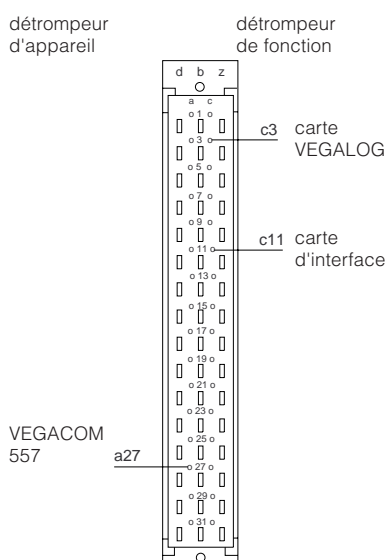 détrompeur
d'appareil
détrompeur
de fonction
d b z
a c
1
3
c3 carte
VEGALOG
5
7
9
11
c11 carte
d'interface
13
15
17
19
21
23
VEGACOM
557
25
a27
27
29
31